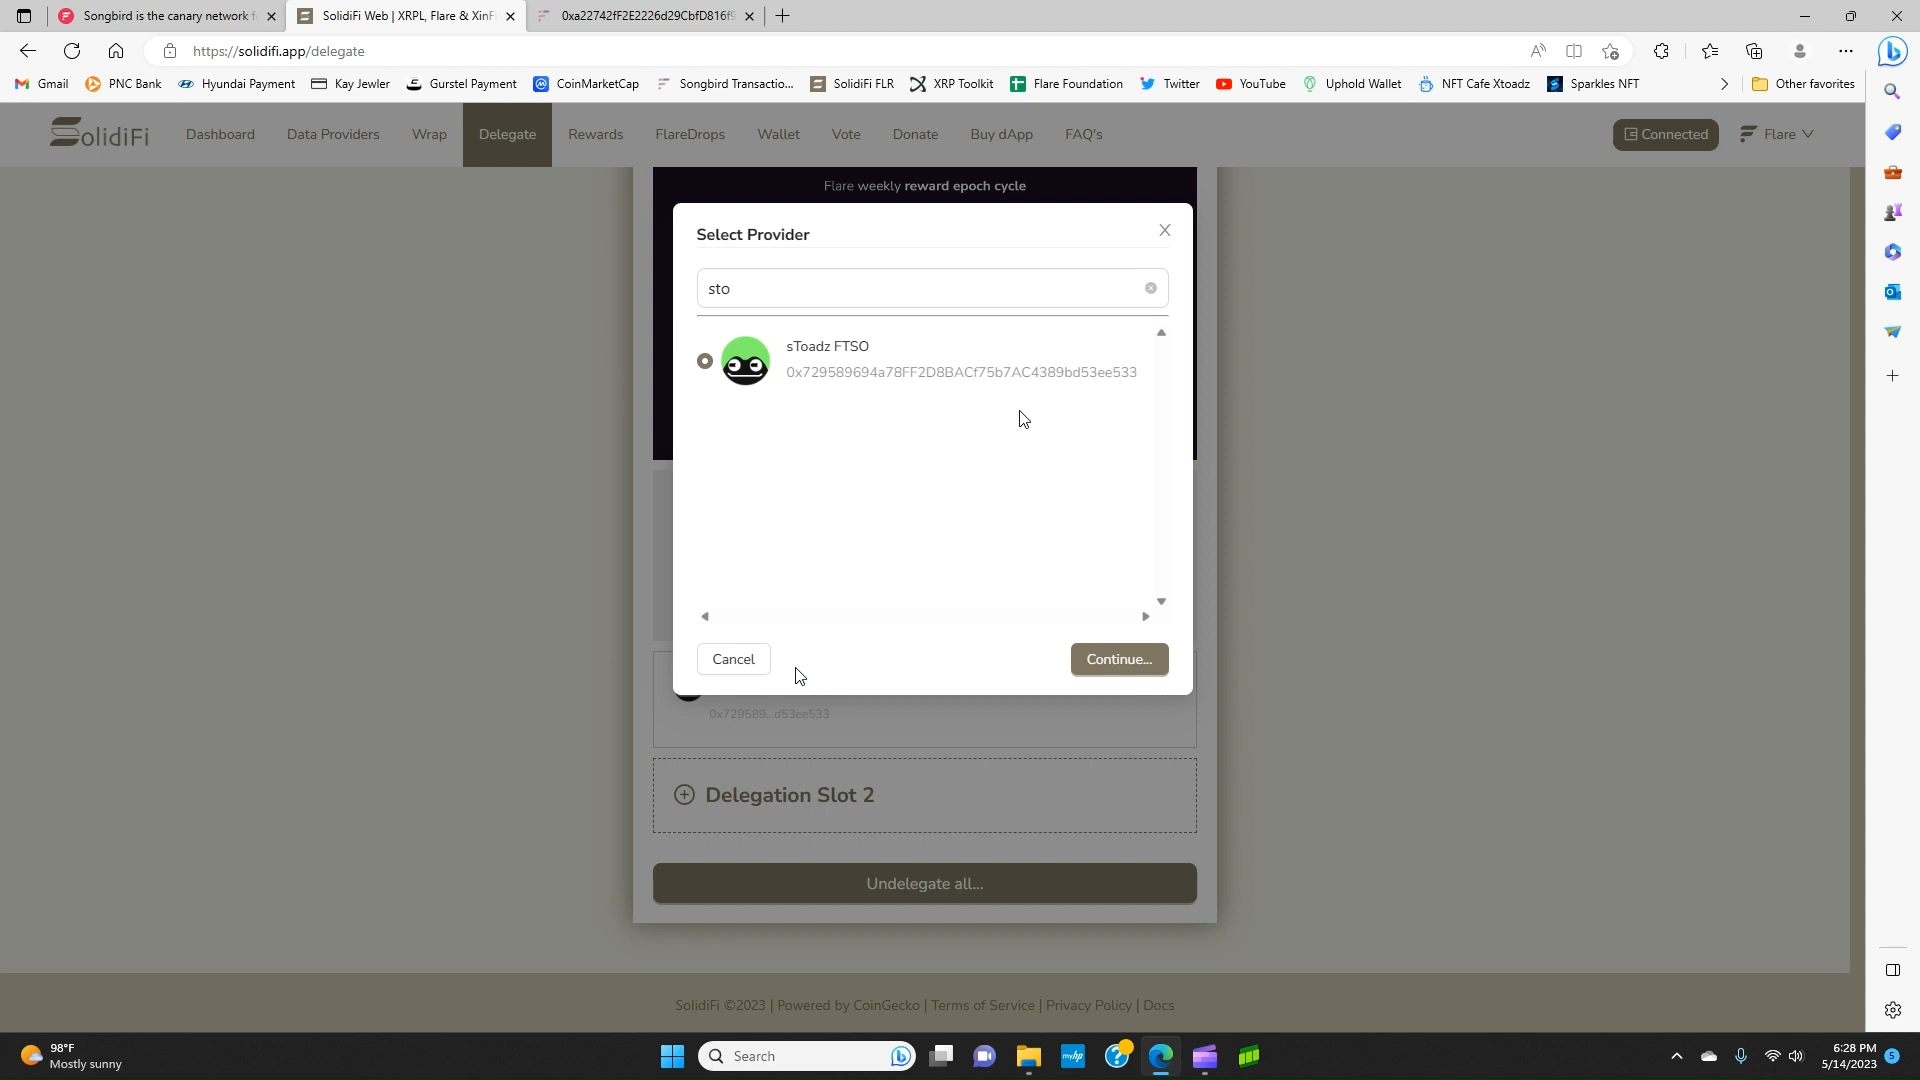 Songbird is the canary network f
SolidiFi Web | XRPL, Flare & XinFi
0xa22742fF2E2226d29CbfD816f9
https://solidifi.app/delegate
Gmail
PNC Bank
Hyundai Payment
Kay Jewler
Gurstel Payment
CoinMarketCap
Songbird Transactio...
SolidiFi FLR
XRP Toolkit
Flare Foundation
Twitter
YouTube
Uphold Wallet
NFT Cafe Xtoadz
Sparkles NFT
Other favorites
SolidiFi
Dashboard
Data Providers
Wrap
Delegate
Rewards
FlareDrops
Wallet
Vote
Donate
Buy dApp
FAQ's
Connected
Flare
Flare weekly reward epoch cycle
Select Provider
sto
sToadz FTSO
0x729589694a78FF2D8BACf75b7AC4389bd53ee533
Cancel
Continue...
0x729589...d53ee533
Delegation Slot 2
Undelegate all...
SolidiFi ©2023 | Powered by CoinGecko | Terms of Service | Privacy Policy | Docs
98°F
Mostly sunny
Search
myhp
6:28 PM
5/14/2023
5